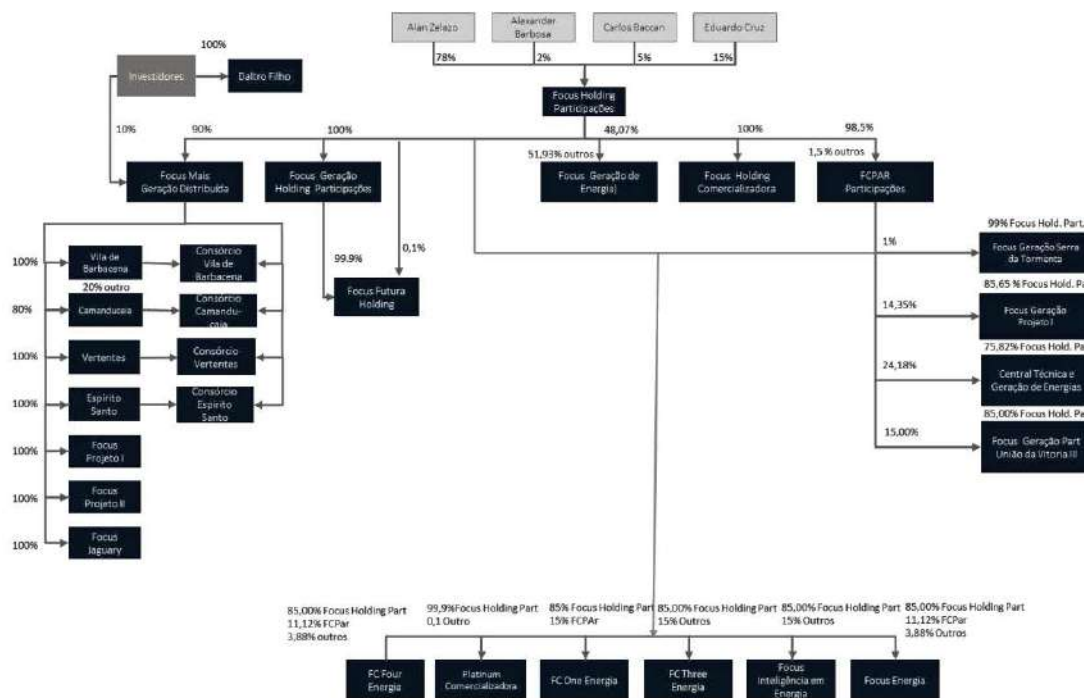 Alan Zelazo
Alexander
Barbosa
Carlos Baccan
Eduardo Cruz
78%
2%
5%
15%
100%
Investidores
Daltro Filho
Focus Holding
Participações
10%
90%
100%
48,07%
100%
98,5%
51,93% outros
1,5 % outros
Focus Mais
Geração Distribuída
Focus Geração
Holding Participações
Focus Geração de
Energia)
Focus Holding
Comercializadora
FCPAR
Participações
99% Focus Hold. Part.
1%
Focus Geração Serra
da Tormenta
0,1%
99.9%
Focus Futura
Holding
100%
Vila de
Barbacena
Consórcio
Vila de
Barbacena
20% outro
80%
Camanducaia
Consórcio
Camandu-
caia
85,65 % Focus Hold. Pa
14,35%
Focus Geração
Projeto I
100%
Vertentes
Consórcio
Vertentes
75,82% Focus Hold. Par
24,18%
Central Técnica e
Geração de Energias
100%
Espírito
Santo
Consórcio
Espírito
Santo
85,00% Focus Hold. Par
15,00%
Focus Geração Part
União da Vitoria III
100%
Focus
Projeto I
100%
Focus
Projeto II
100%
Focus
Jaguary
85,00% Focus Holding Part
11,12% FCPar
3,88% outros
99,9% Focus Holding Part
0,1 Outro
85% Focus Holding Part
15% FCPAr
85,00% Focus Holding Part
15% Outros
85,00% Focus Holding Part
15% Outros
85,00% Focus Holding Part
11,12% FCPar
3,88% Outros
FC Four
Energia
Platinum
Comercializadora
FC One Energia
FC Three
Energia
Focus
Inteligência em
Energia
Focus Energia